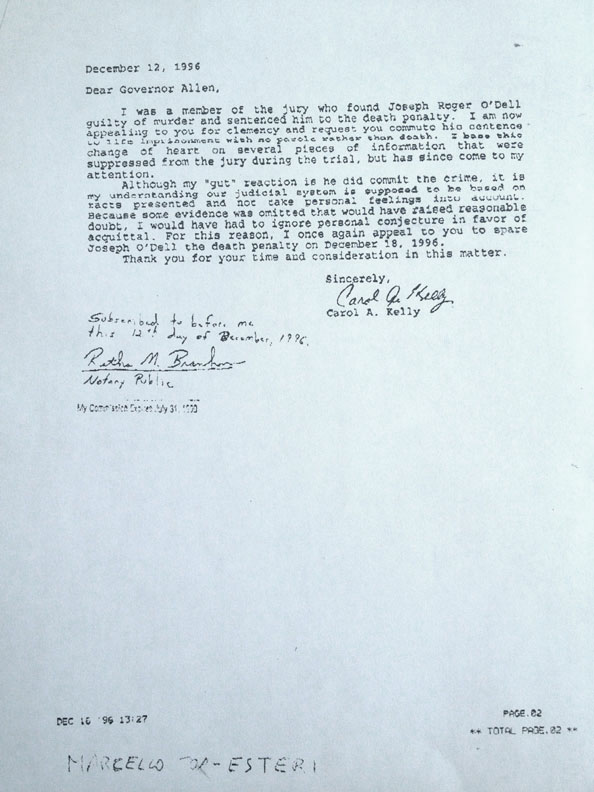 December 12, 1996
Dear Governor Allen,
I was a member of the jury who found Joseph Roger O'Dell
guilty of murder and sentenced him to the death penalty. I am now
appealing to you for clemency and request you commute his sentence
to life imprisonment with no parole rather than death. I base this
change of heart on several pieces of information that were
suppressed from the jury during the trial, but has since come to my
attention.
Although my "gut" reaction is he did commit the crime, it is
my understanding our judicial system is supposed to be based on
facts presented and not take personal feelings into account.
Because some evidence was omitted that would have raised reasonable
doubt, I would have had to ignore personal conjecture in favor of
acquittal. For this reason, I once again appeal to you to spare
Joseph O'Dell the death penalty on December 18, 1996.
Thank you for your time and consideration in this matter.
Sincerely,
Carol A. Kelly
Carol A. Kelly
Subscribed to before me
this 12th day of December, 1996.
M.
Notary Public
My Commission Expires July 31,
DEC 16 '96 13:27
PAGE.02
** TOTAL PAGE.02 **
MARCELLO - ESTERI